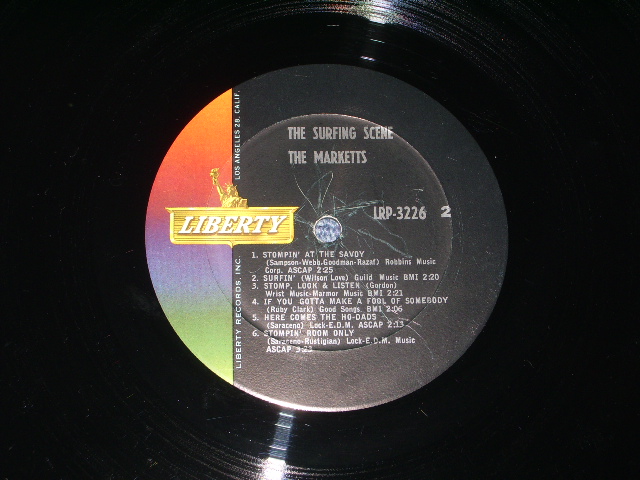 THE SURFING SCENE
THE MARKETTS
LIBERTY
LRP-3226 2
1. STOMPIN' AT THE SAVOY
(Sampson-Webb-Goodman-Razaf) Robbins Music
Corp. ASCAP 2:25
2. SURFIN' (Wilson Love) Guild Music BMI 2:20
3. STOMP, LOOK & LISTEN (Gordon)
Wrist Music-Marmor Music BMI 2:21
4. IF YOU GOTTA MAKE A FOOL OF SOMEBODY
(Ruby Clark) Good Songs, BMI 2:06
5. HERE COMES THE HO-DADS
(Saraceno) Lock-E.D.M. ASCAP 2:13
6. STOMPIN' ROOM ONLY
(Saraceno-Rustigian) Lock-E.D.M. Music
ASCAP 3:23
LIBERTY RECORDS, INC.
LOS ANGELES 28, CALIF.